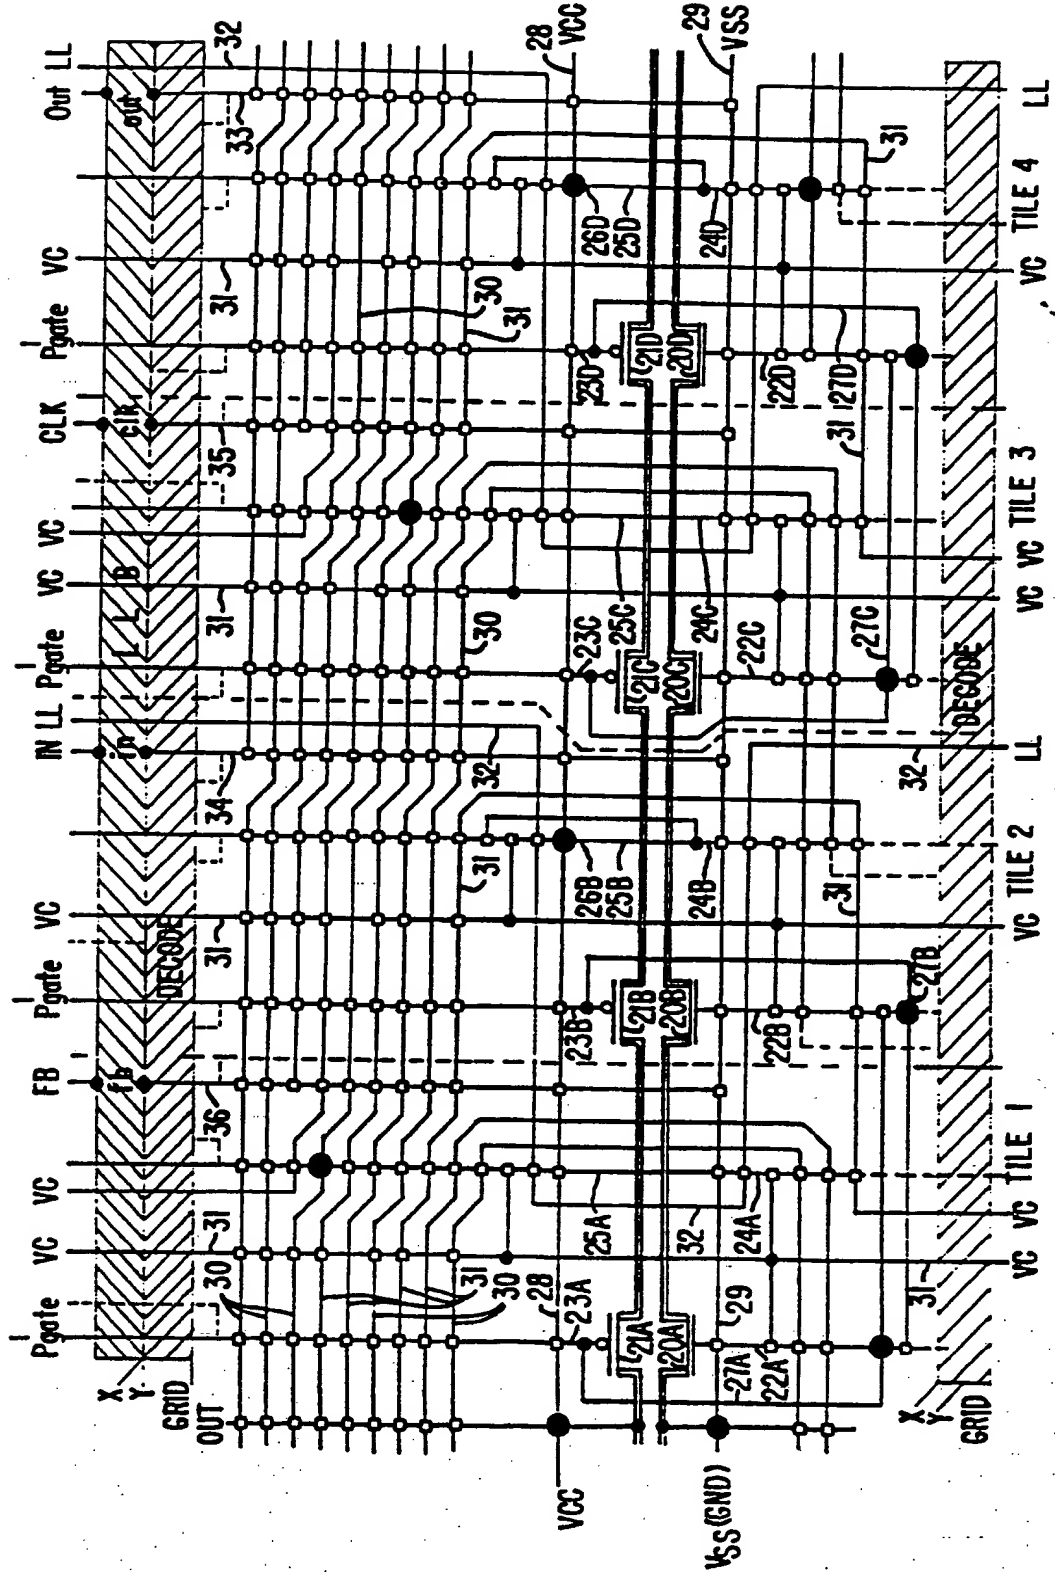 Pgate
VC
VC
FB
Pgate
VC
IN
LL
Pgate
VC
VC
CLK
Pgate
VC
Out
LL
X
Y
GRID
OUT
fB
DECODE
in
L L B
clk
out
30
31
36
31
34
31
35
31
33
32
31
30
28
23A
31
32
30
30
31
28
VCC
VCC
23B
26B
25B
23C
25C
23D
26D
25D
25A
21A
20A
21B
20B
21C
20C
21D
20D
VSS(GND)
29
27A
22A
32
24A
22B
24B
22C
24C
22D
27D
24D
29
VSS
31
27B
31
32
27C
31
31
DECODE
X
Y
GRID
VC
VC
TILE 1
VC
TILE 2
LL
VC
VC
TILE 3
VC
TILE 4
LL